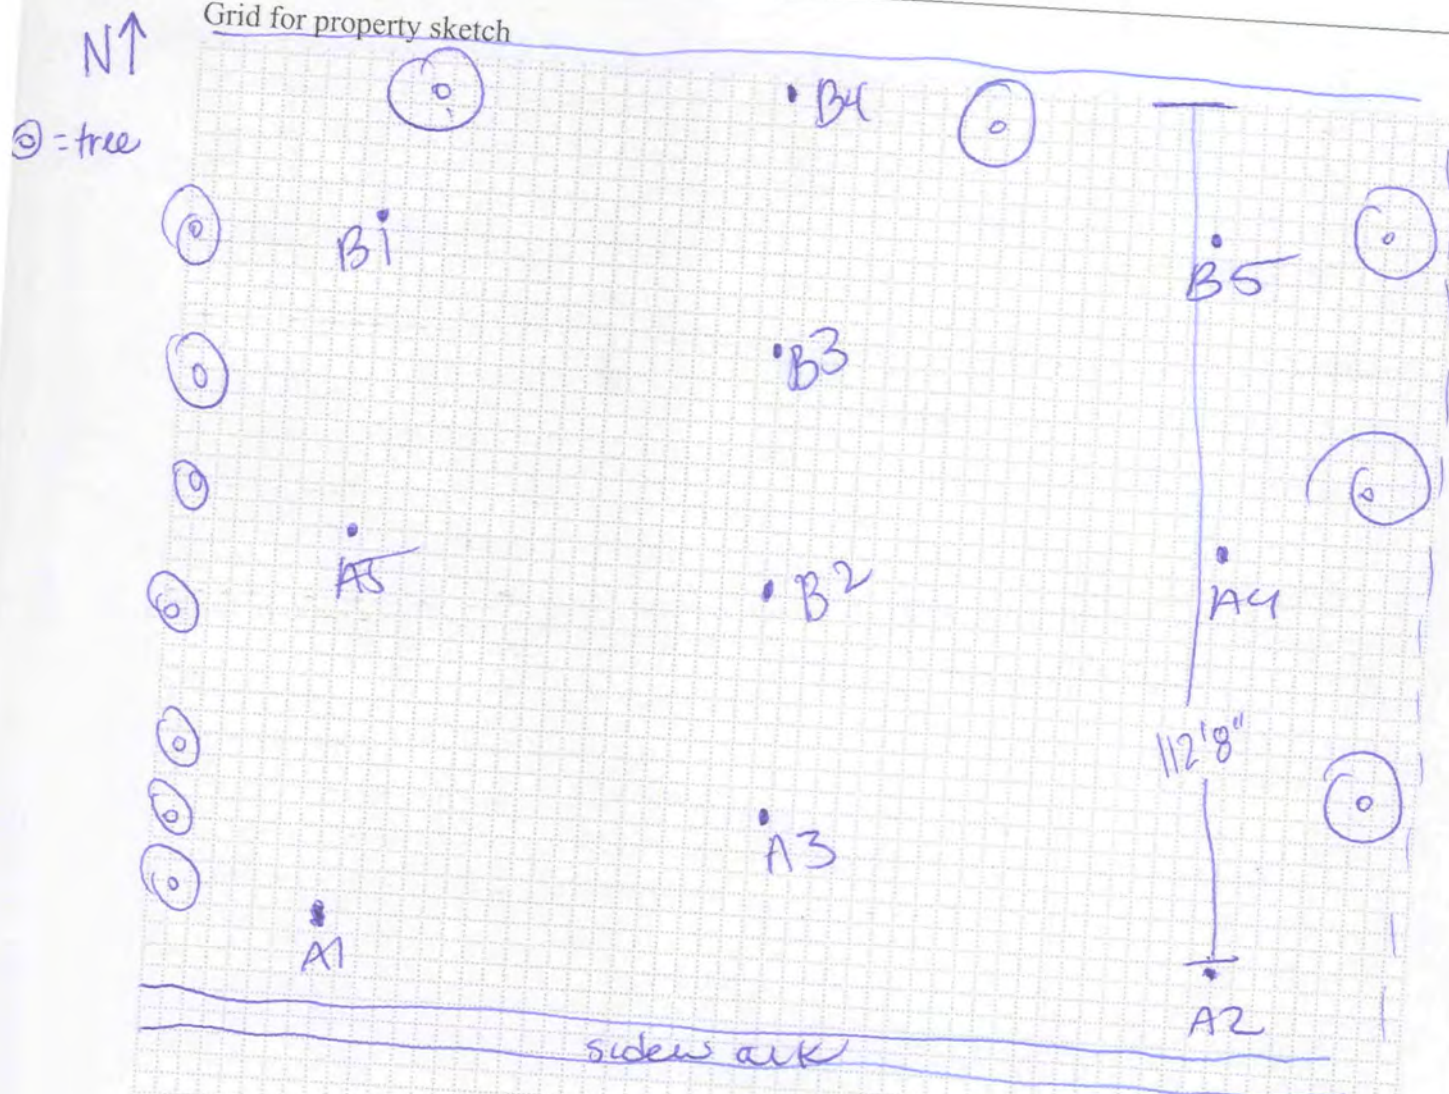 Grid for property sketch
N↑
B4
= tree
B1
B5
B3
A5
B2
A4
112'8"
A3
A1
A2
sidewalk